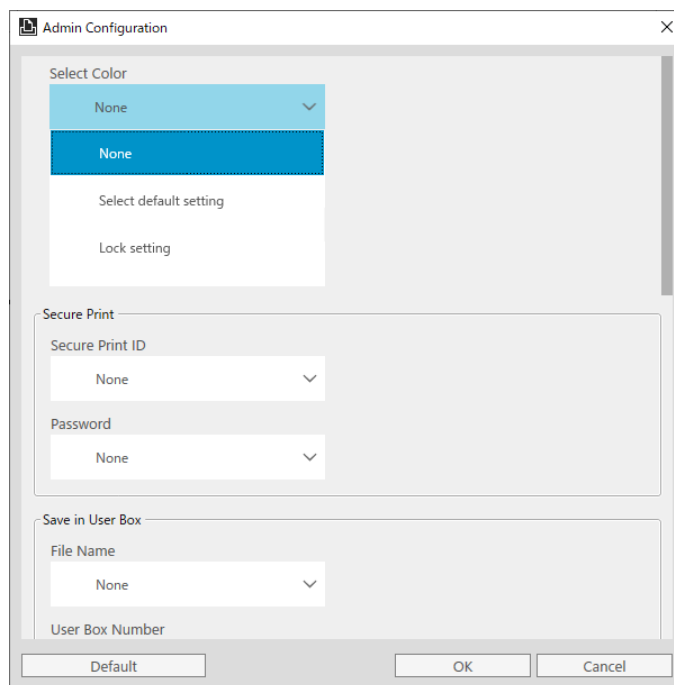 Admin Configuration
Select Color
None
None
Select default setting
Lock setting
Secure Print
Secure Print ID
None
Password
None
Save in User Box
File Name
None
User Box Number
Default OK Cancel